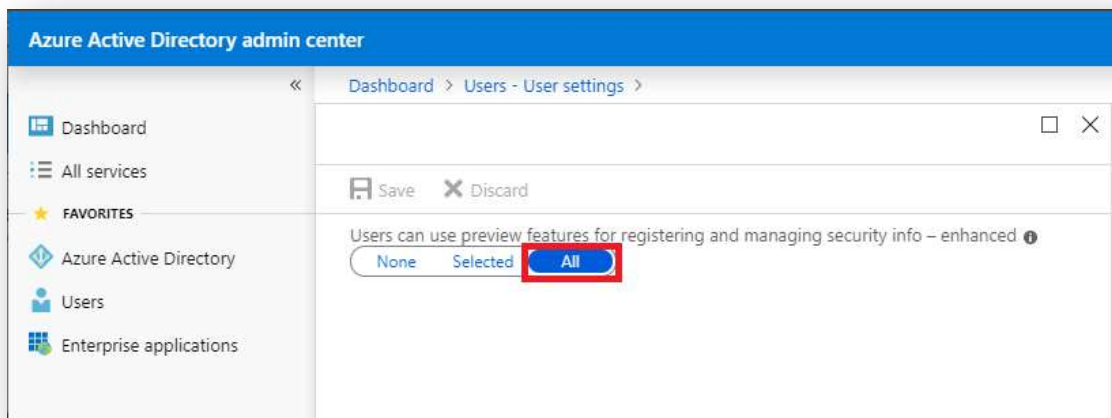 Azure Active Directory admin center
«
Dashboard > Users - User settings >
Dashboard
All services
FAVORITES
Azure Active Directory
Users
Enterprise applications
Save Discard
Users can use preview features for registering and managing security info – enhanced
None Selected All